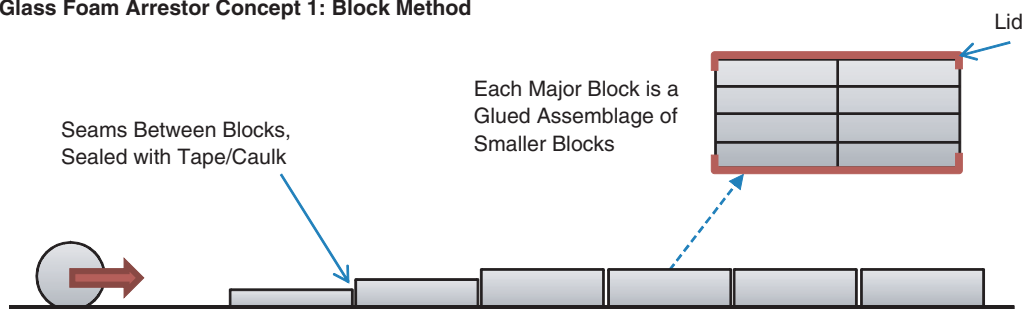 Glass Foam Arrestor Concept 1: Block Method
Lid
Each Major Block is a
Glued Assemblage of
Smaller Blocks
Seams Between Blocks,
Sealed with Tape/Caulk